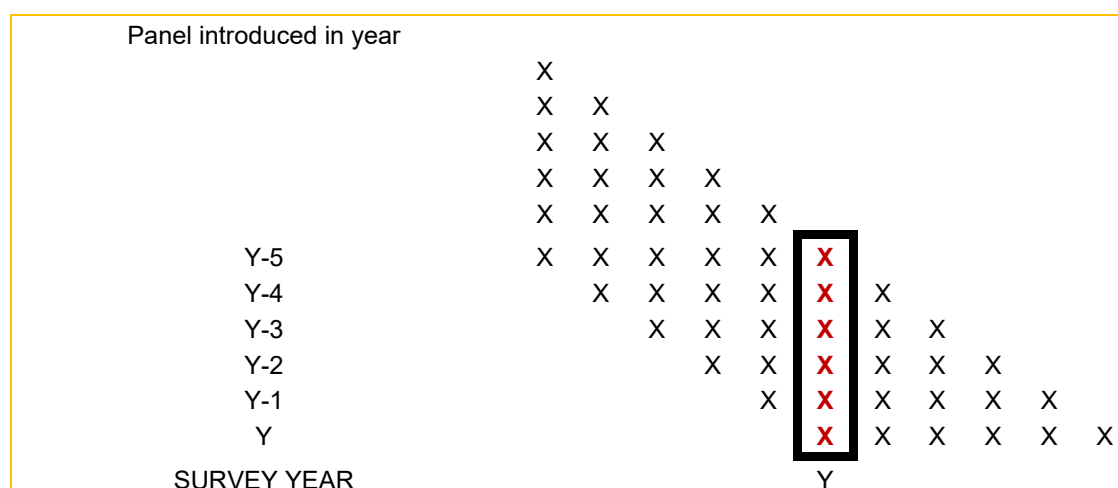 Panel introduced in year
X
X X
X X X
X X X X
X X X X X
Y-5 X X X X X X
Y-4 X X X X X X
Y-3 X X X X X X
Y-2 X X X X X X
Y-1 X X X X X X
Y X X X X X X
SURVEY YEAR Y